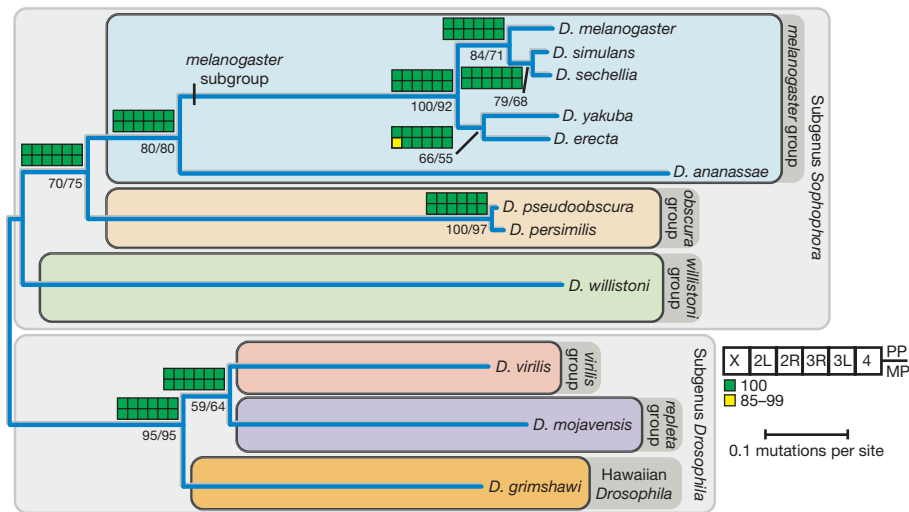 D. melanogaster
84/71
D. simulans
D. sechellia
79/68
melanogaster
subgroup
100/92
D. yakuba
D. erecta
66/55
80/80
D. ananassae
melanogaster group
70/75
D. pseudoobscura
D. persimilis
100/97
obscura
group
D. willistoni
willistoni
group
Subgenus Sophophora
D. virilis
virilis
group
59/64
D. mojavensis
repleta
group
95/95
D. grimshawi
Hawaiian
Drosophila
Subgenus Drosophila
X 2L 2R 3R 3L 4 PP
MP
100
85–99
0.1 mutations per site